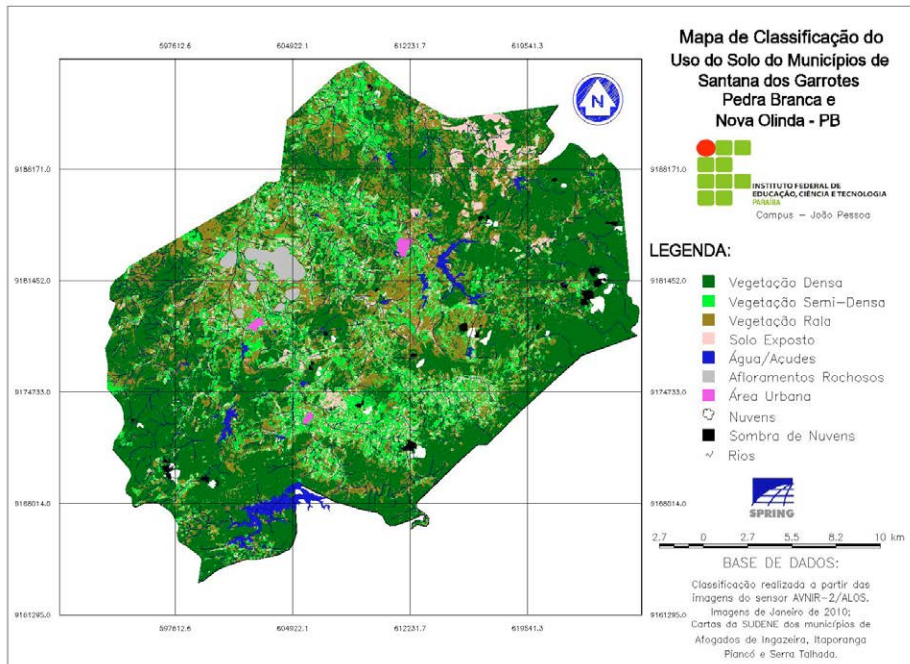 Mapa de Classificação do
Uso do Solo do Municípios de
Santana dos Garrotes
Pedra Branca e
Nova Olinda - PB
INSTITUTO FEDERAL DE
EDUCAÇÃO, CIÊNCIA E TECNOLOGIA
PARAÍBA
Campus - João Pessoa
597612.6 604922.1 612231.7 619541.3
9188171.0 9188171.0
N
9181452.0 9181452.0
9174733.0 9174733.0
9168014.0 9168014.0
9161295.0 9161295.0
597612.6 604922.1 612231.7 619541.3
LEGENDA:
Vegetação Densa
Vegetação Semi-Densa
Vegetação Rala
Solo Exposto
Água/Açudes
Afloramentos Rochosos
Área Urbana
Nuvens
Sombra de Nuvens
Rios
SPRING
2.7 0 2.7 5.5 8.2 10 km
BASE DE DADOS:
Classificação realizada a partir das
imagens do sensor AVNIR-2/ALOS.
Imagens de Janeiro de 2010;
Cartas da SUDENE dos municípios de
Afogados de Ingazeira, Itaporanga
Piancó e Serra Talhada.